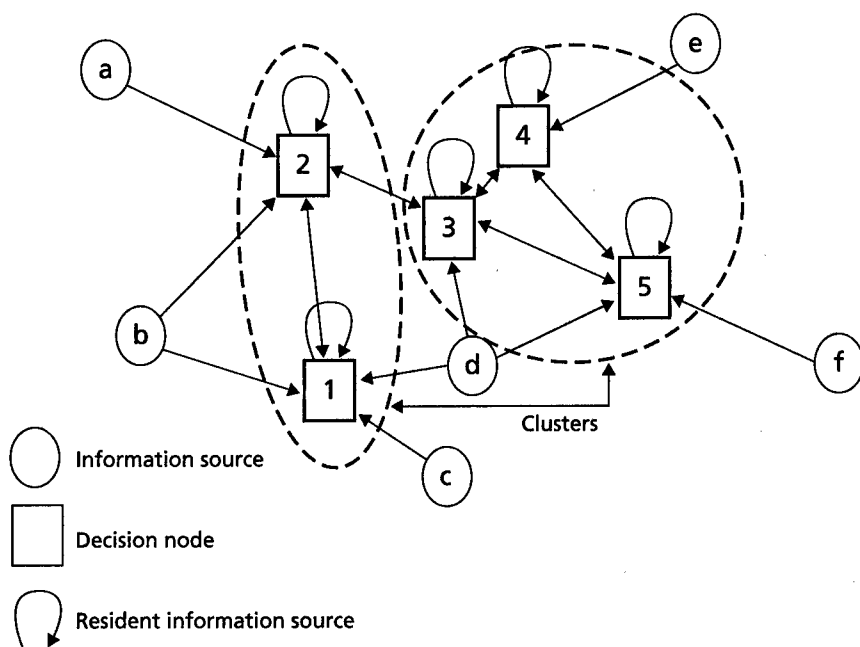 e
a
4
2
3
5
b
d
f
1
Clusters
c
Information source
Decision node
Resident information source